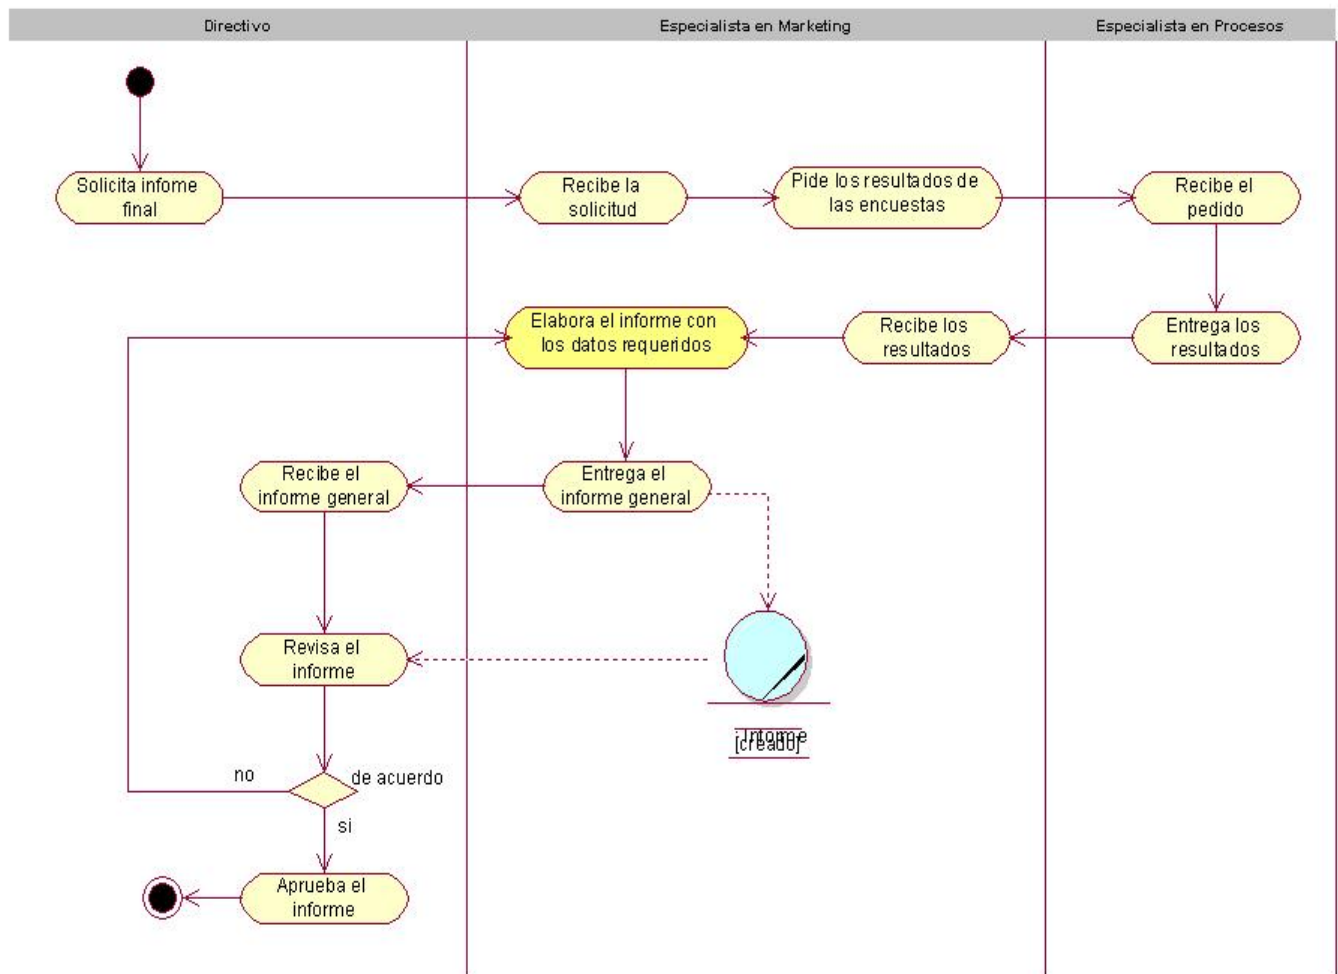 Directivo
Especialista en Marketing
Especialista en Procesos
Solicita infome
final
Recibe la
solicitud
Pide los resultados de
las encuestas
Recibe el
pedido
Elabora el informe con
los datos requeridos
Recibe los
resultados
Entrega los
resultados
Recibe el
informe general
Entrega el
informe general
Revisa el
informe
: Informe
[creado]
no
de acuerdo
si
Aprueba el
informe